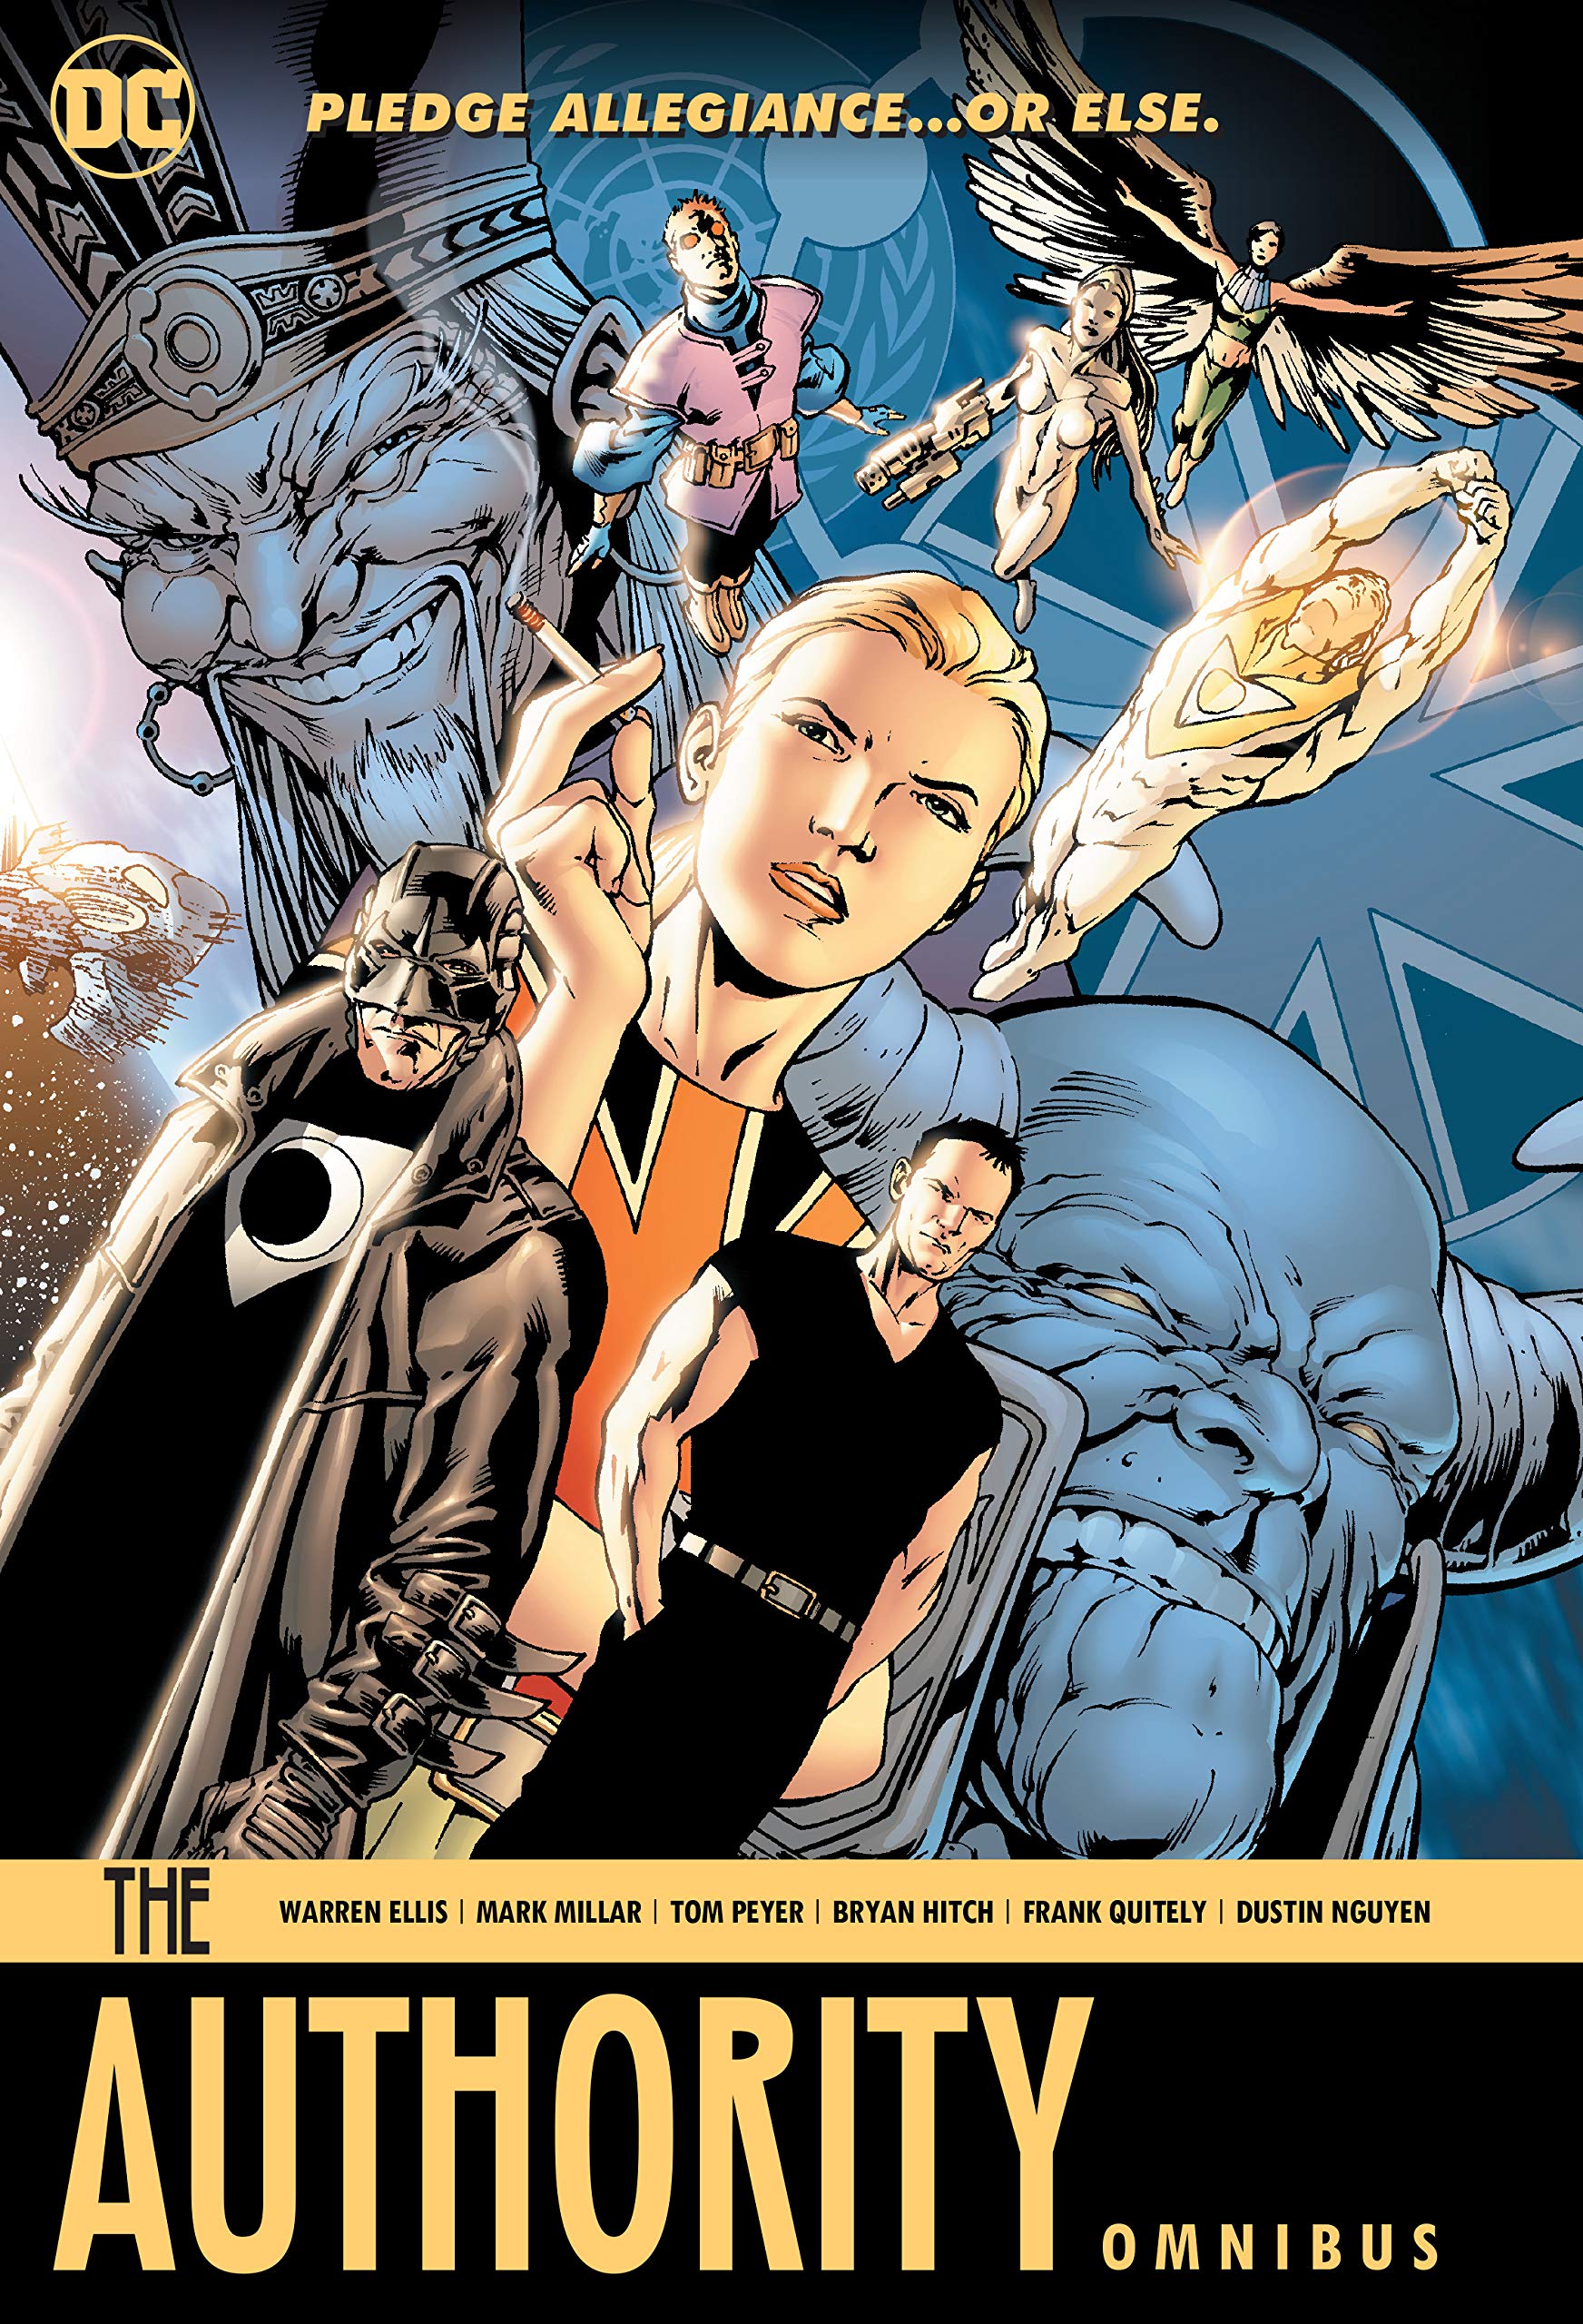 DC
PLEDGE ALLEGIANCE...OR ELSE.
THE
WARREN ELLIS | MARK MILLAR | TOM PEYER | BRYAN HITCH | FRANK QUITELY | DUSTIN NGUYEN
AUTHORITY
OMNIBUS